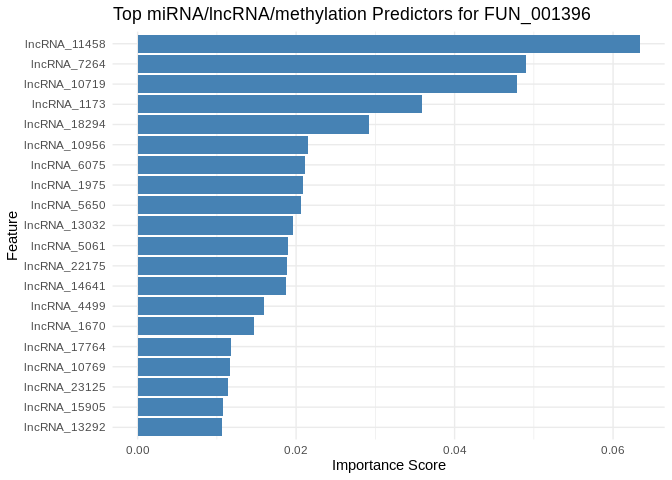 Top miRNA/lncRNA/methylation Predictors for FUN_001396
Feature
lncRNA_11458
lncRNA_7264
lncRNA_10719
lncRNA_1173
lncRNA_18294
lncRNA_10956
lncRNA_6075
lncRNA_1975
lncRNA_5650
lncRNA_13032
lncRNA_5061
lncRNA_22175
lncRNA_14641
lncRNA_4499
lncRNA_1670
lncRNA_17764
lncRNA_10769
lncRNA_23125
lncRNA_15905
lncRNA_13292
0.00 0.02 0.04 0.06
Importance Score